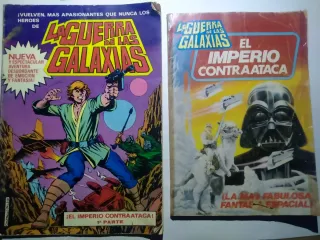 ¡VUELVEN, MAS APASIONANTES QUE NUNCA LOS
HEROES DE
LA GUERRA
DE LAS
GALAXIAS
NUEVA
Y ESPECTACULAR
AVENTURA
DESBORDANTE
DE EMOCION
Y FANTASIA
¡EL IMPERIO CONTRAATACA!
1ª PARTE
LA GUERRA
DE LAS
GALAXIAS
EL
IMPERIO
CONTRAATACA
¡LA MAS FABULOSA
FANTASIA ESPACIAL!